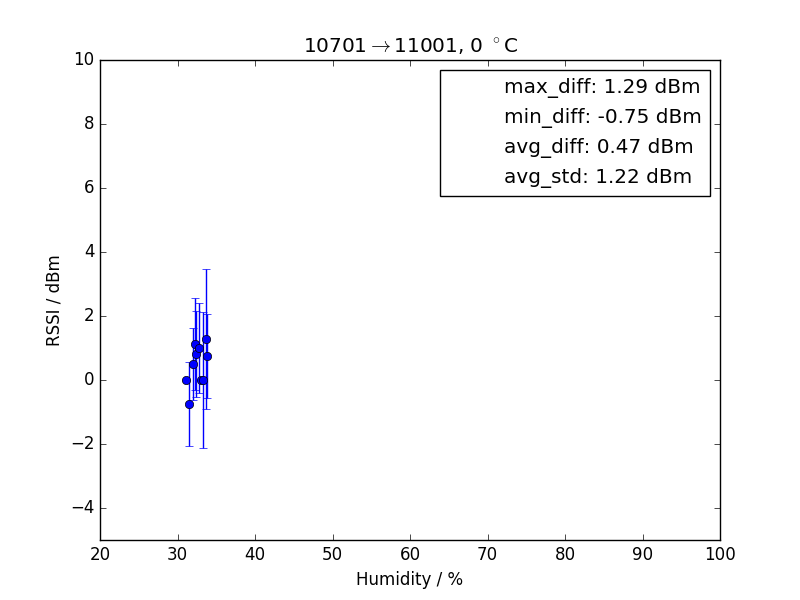 10701→11001, 0 °C
max_diff: 1.29 dBm
min_diff: -0.75 dBm
avg_diff: 0.47 dBm
avg_std: 1.22 dBm
RSSI / dBm
10
8
6
4
2
0
−2
−4
20 30 40 50 60 70 80 90 100
Humidity / %